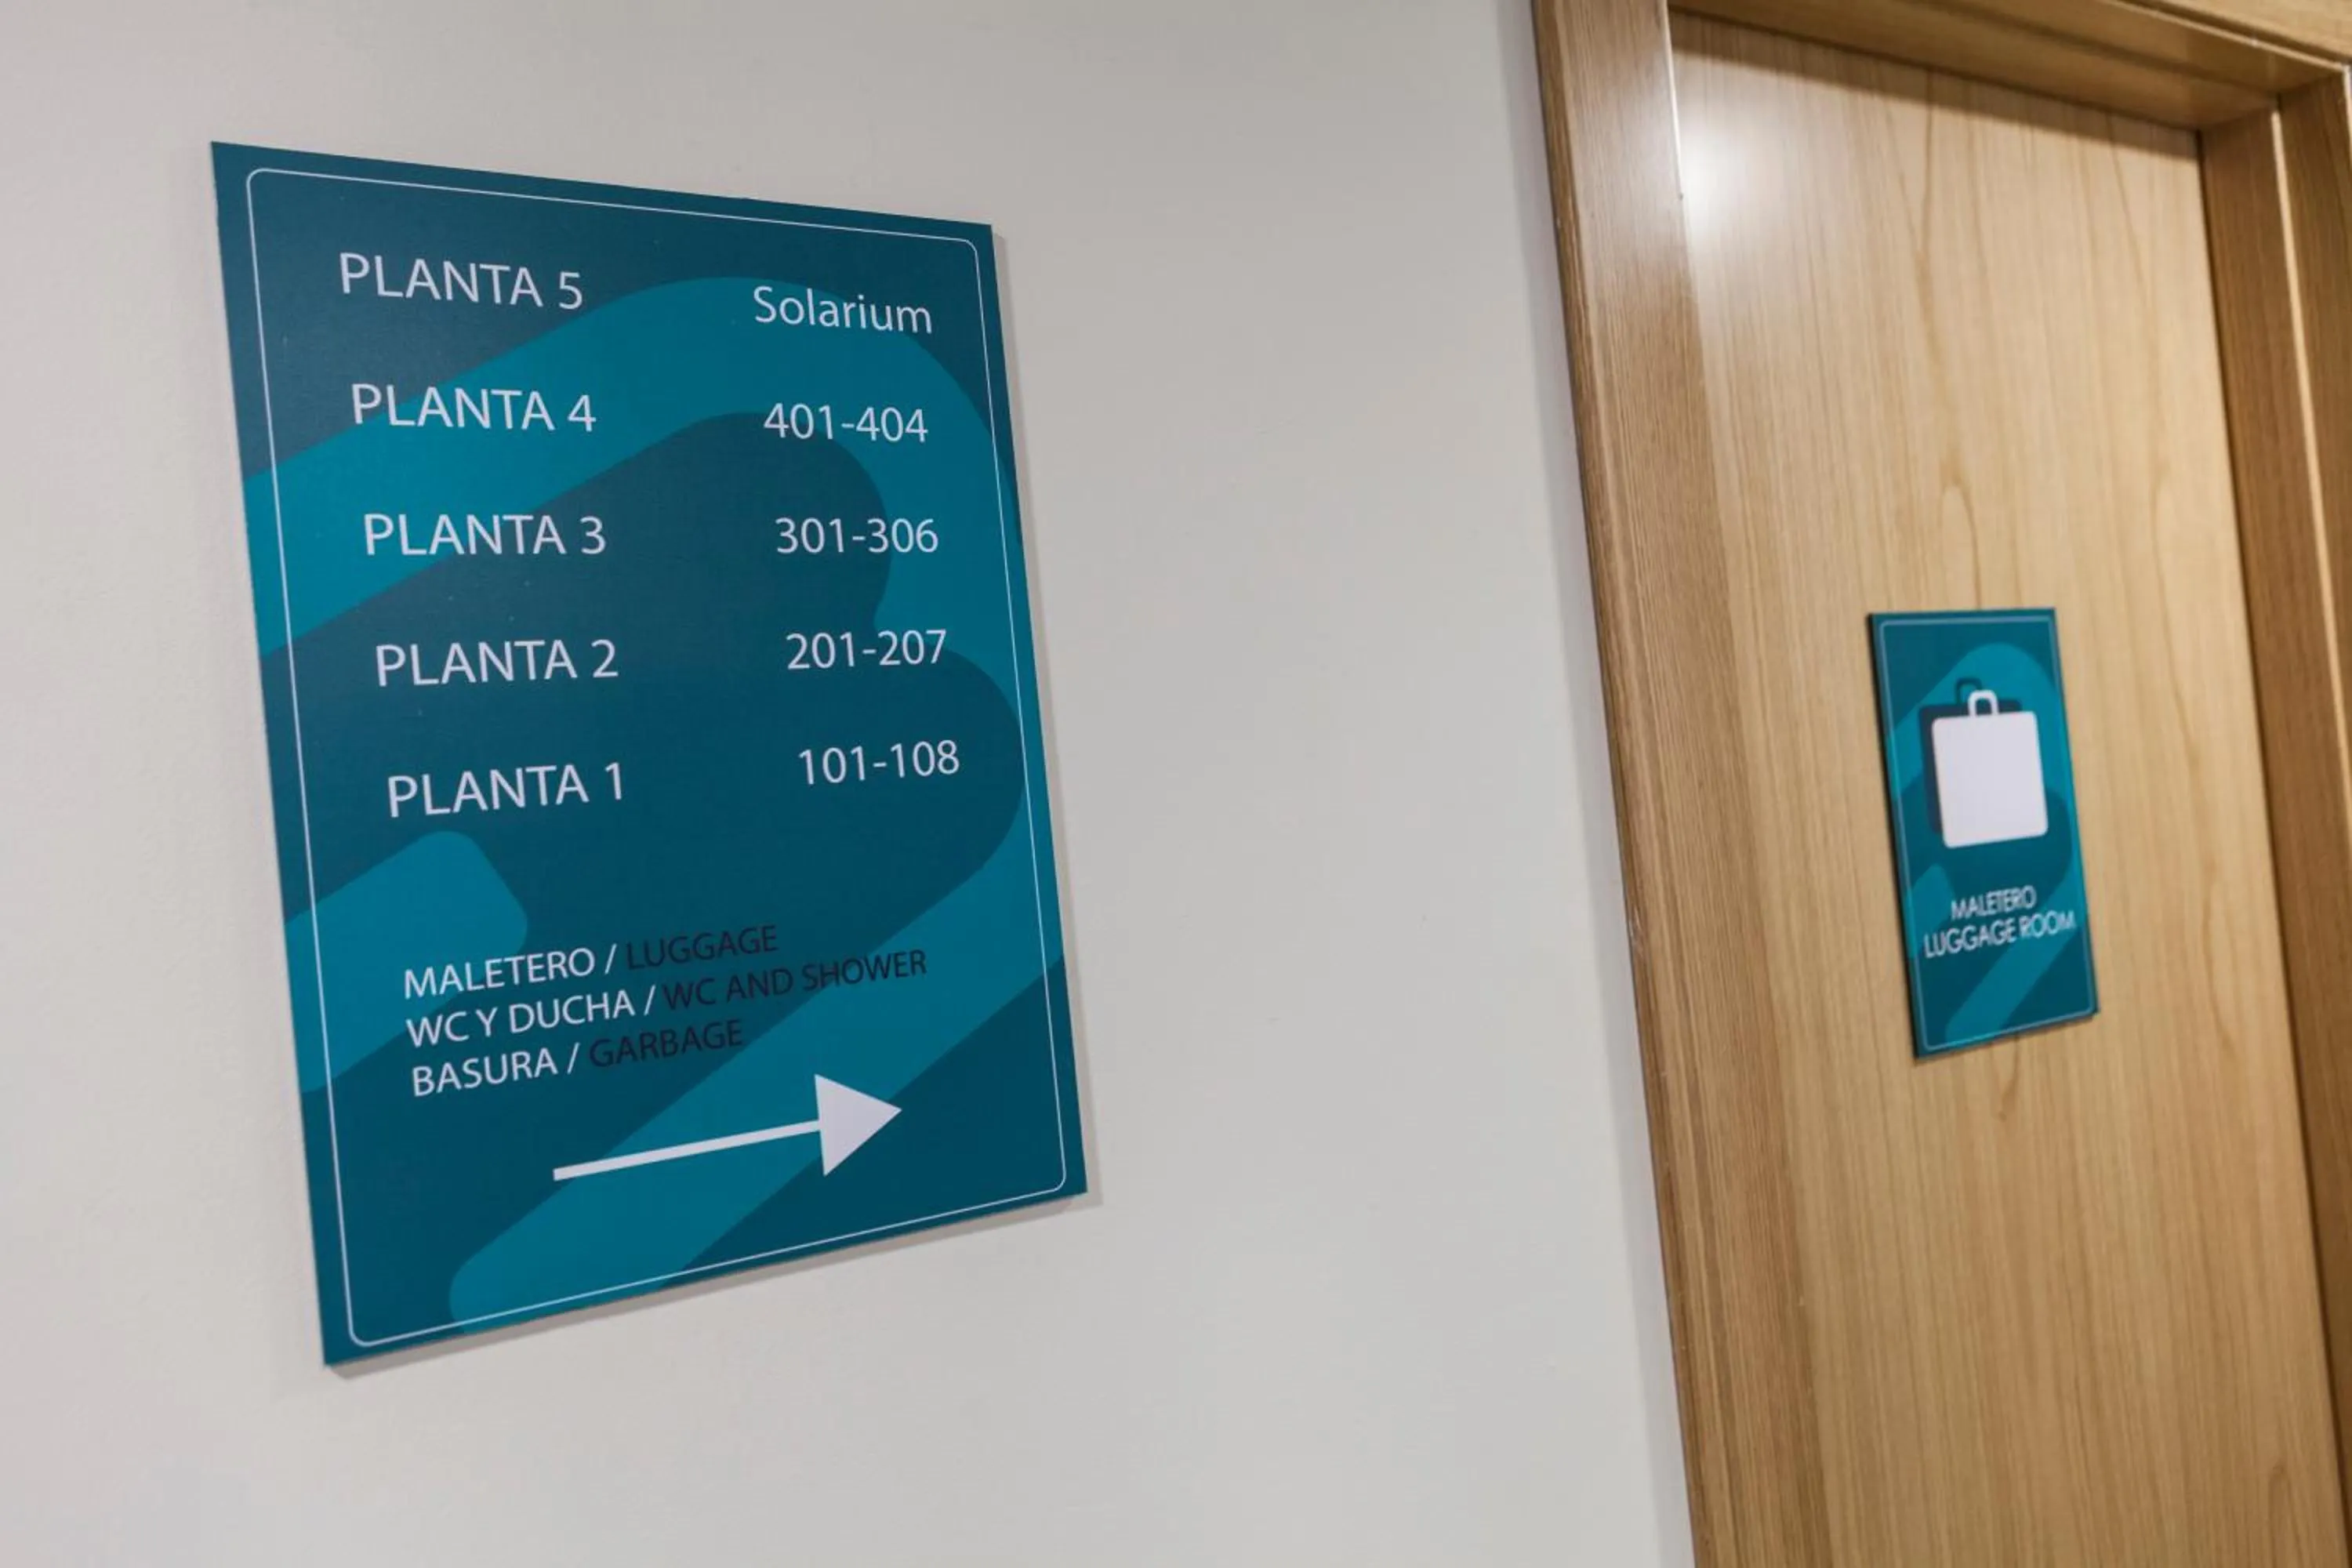 PLANTA 5 Solarium
PLANTA 4 401-404
PLANTA 3 301-306
PLANTA 2 201-207
PLANTA 1 101-108
MALETERO / LUGGAGE
WC Y DUCHA / WC AND SHOWER
BASURA / GARBAGE
MALETERO
LUGGAGE ROOM